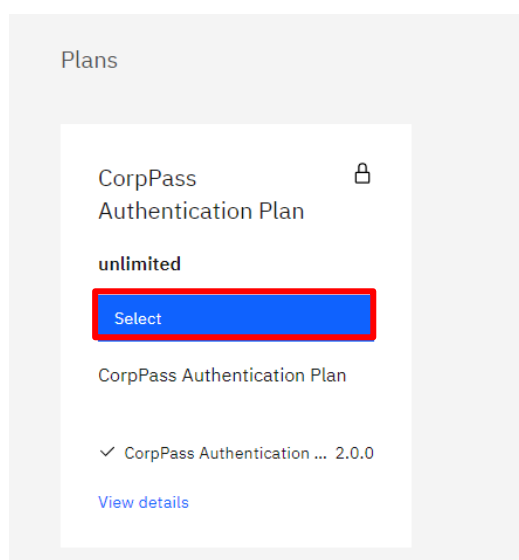 Plans
CorpPass
Authentication Plan
unlimited
Select
CorpPass Authentication Plan
CorpPass Authentication ... 2.0.0
View details